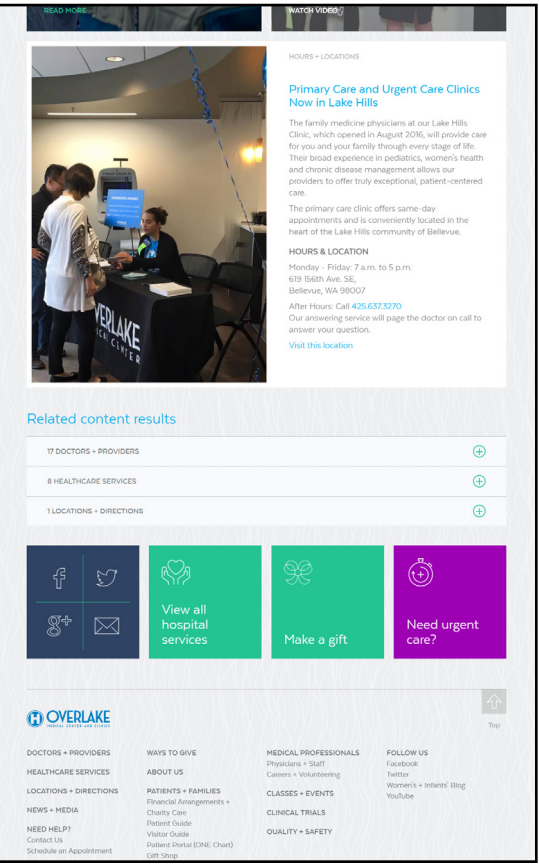 READ MORE
WATCH VIDEO
HOURS + LOCATIONS
Primary Care and Urgent Care Clinics
Now in Lake Hills
The family medicine physicians at our Lake Hills
Clinic, which opened in August 2016, will provide care
for you and your family through every stage of life.
Their broad experience in pediatrics, women's health
and chronic disease management allows our
providers to offer truly exceptional, patient-centered
care.
The primary care clinic offers same-day
appointments and is conveniently located in the
heart of the Lake Hills community of Bellevue.
HOURS & LOCATION
Monday - Friday: 7 a.m. to 5 p.m.
619 156th Ave. SE,
Bellevue, WA 98007
After Hours: Call 425.637.3270
Our answering service will page the doctor on call to
answer your question.
Visit this location
OVERLAKE
MEDICAL CENTER
Related content results
17 DOCTORS + PROVIDERS
8 HEALTHCARE SERVICES
1 LOCATIONS + DIRECTIONS
View all
hospital
services
Make a gift
Need urgent
care?
OVERLAKE
MEDICAL CENTER AND CLINICS
Top
DOCTORS + PROVIDERS
HEALTHCARE SERVICES
LOCATIONS + DIRECTIONS
NEWS + MEDIA
NEED HELP?
Contact Us
Schedule an Appointment
WAYS TO GIVE
ABOUT US
PATIENTS + FAMILIES
Financial Arrangements +
Charity Care
Patient Guide
Visitor Guide
Patient Portal (ONE Chart)
Gift Shop
MEDICAL PROFESSIONALS
Physicians + Staff
Careers + Volunteering
CLASSES + EVENTS
CLINICAL TRIALS
QUALITY + SAFETY
FOLLOW US
Facebook
Twitter
Women's + Infants' Blog
YouTube